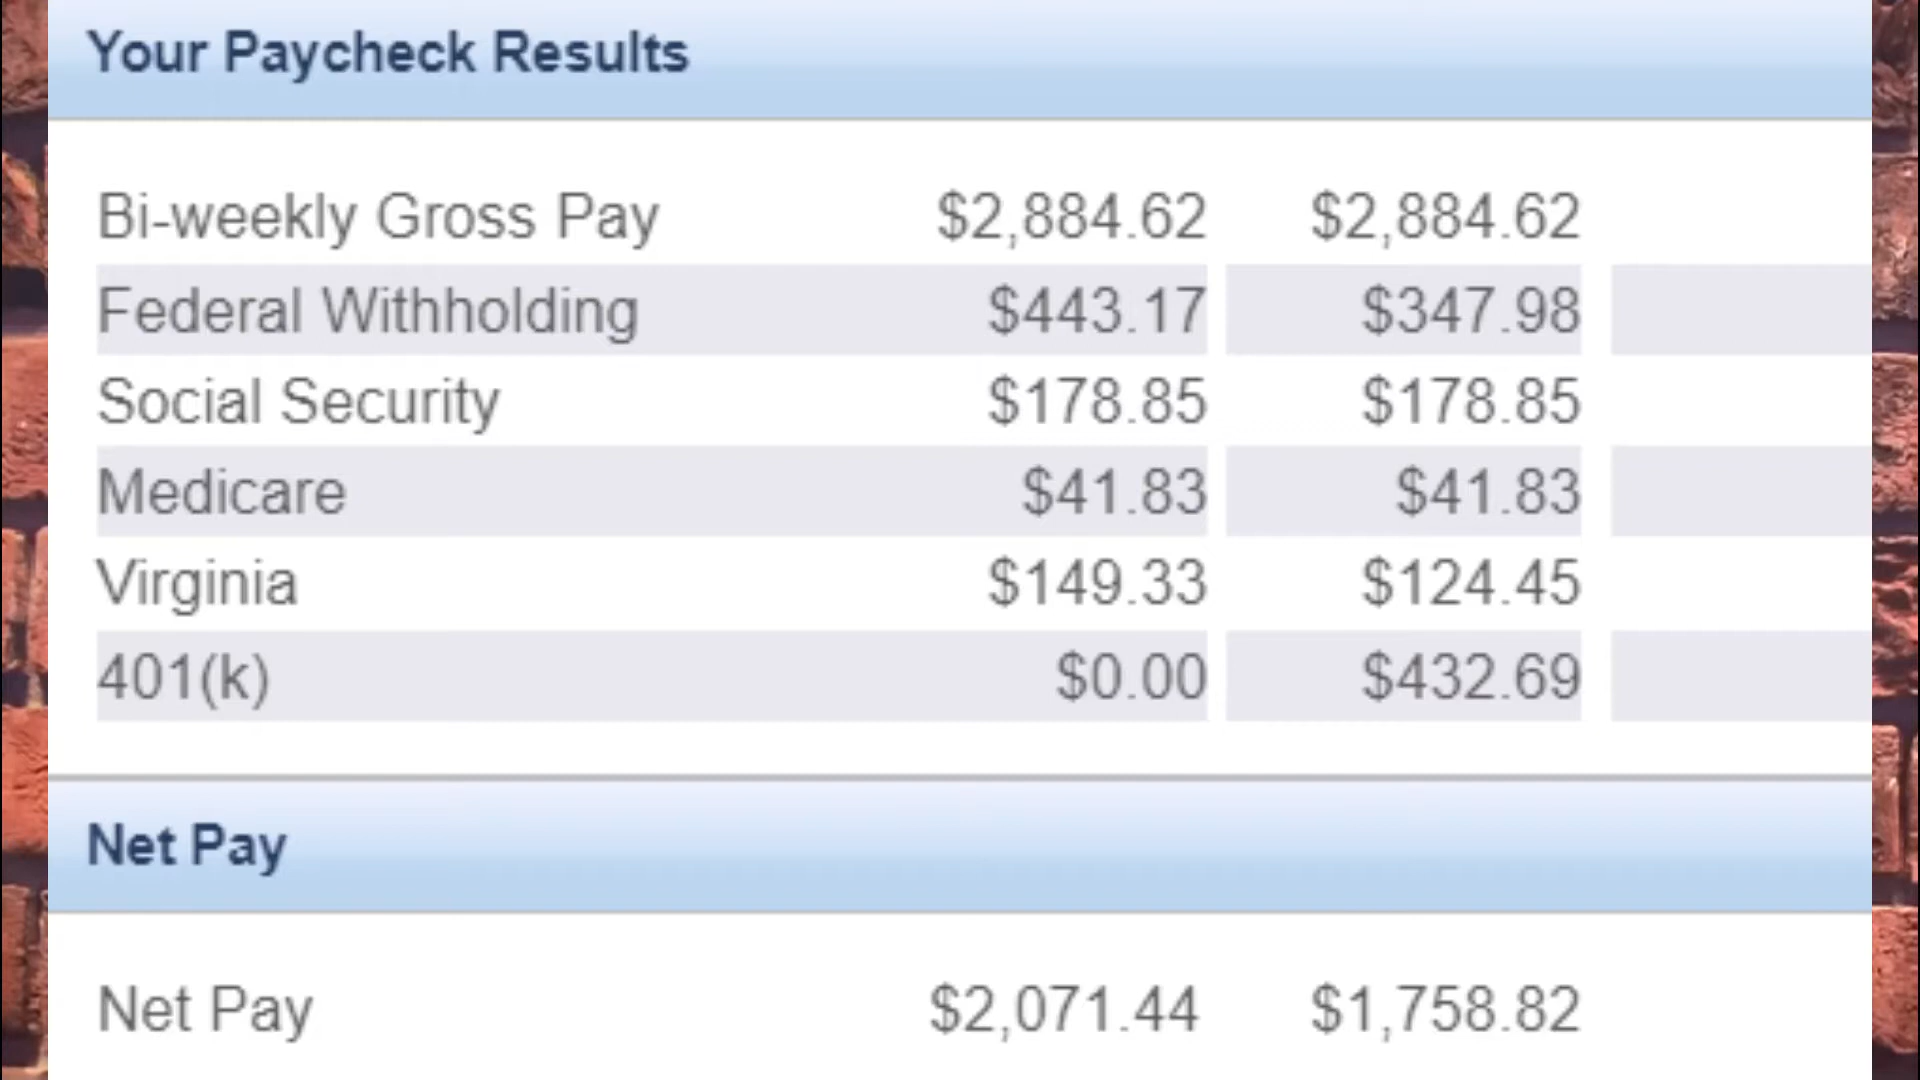 Your Paycheck Results
Bi-weekly Gross Pay $2,884.62 $2,884.62
Federal Withholding $443.17 $347.98
Social Security $178.85 $178.85
Medicare $41.83 $41.83
Virginia $149.33 $124.45
401(k) $0.00 $432.69
Net Pay
Net Pay $2,071.44 $1,758.82